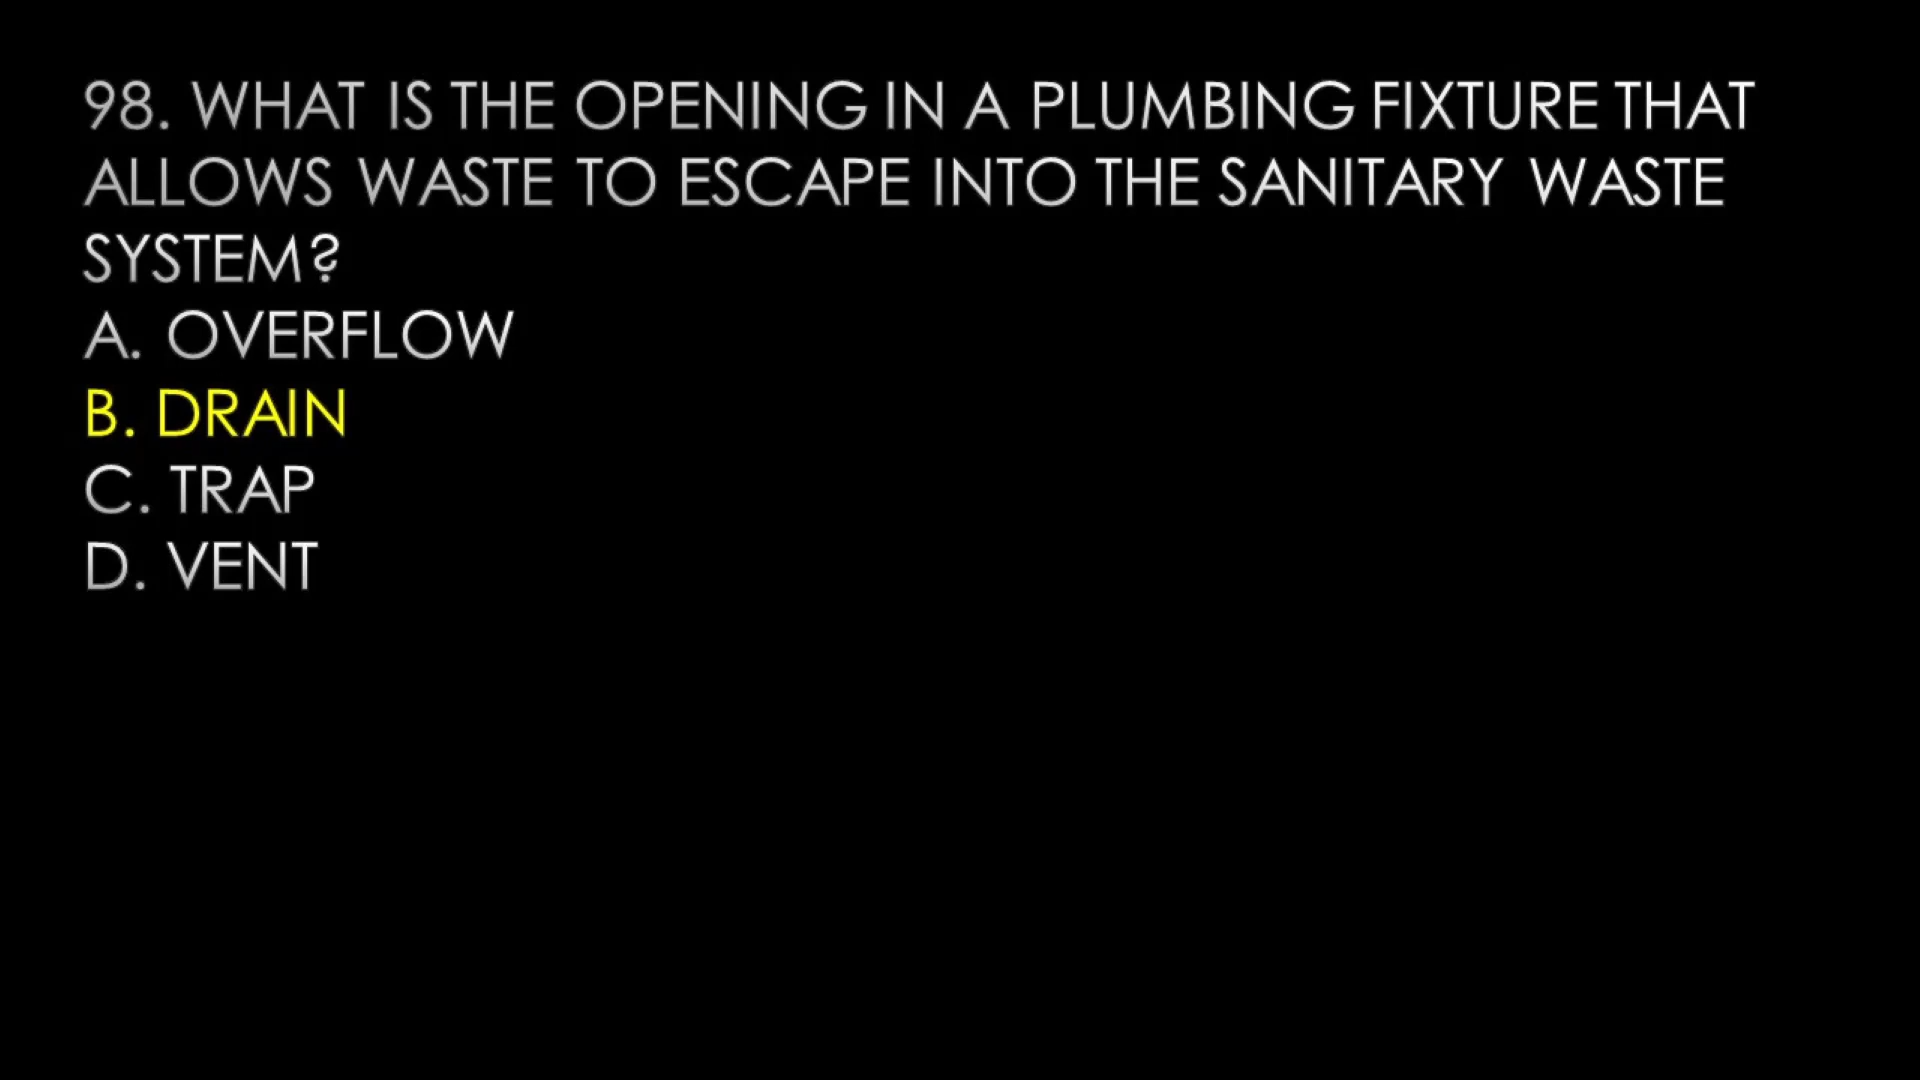 98. WHAT IS THE OPENING IN A PLUMBING FIXTURE THAT
ALLOWS WASTE TO ESCAPE INTO THE SANITARY WASTE
SYSTEM?
A. OVERFLOW
B. DRAIN
C. TRAP
D. VENT